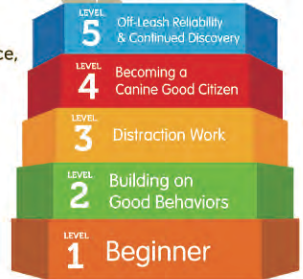 ce,
LEVEL
5
Off-Leash Reliability
& Continued Discovery
LEVEL
4
Becoming a
Canine Good Citizen
LEVEL
3
Distraction Work
LEVEL
2
Building on
Good Behaviors
LEVEL
1
Beginner